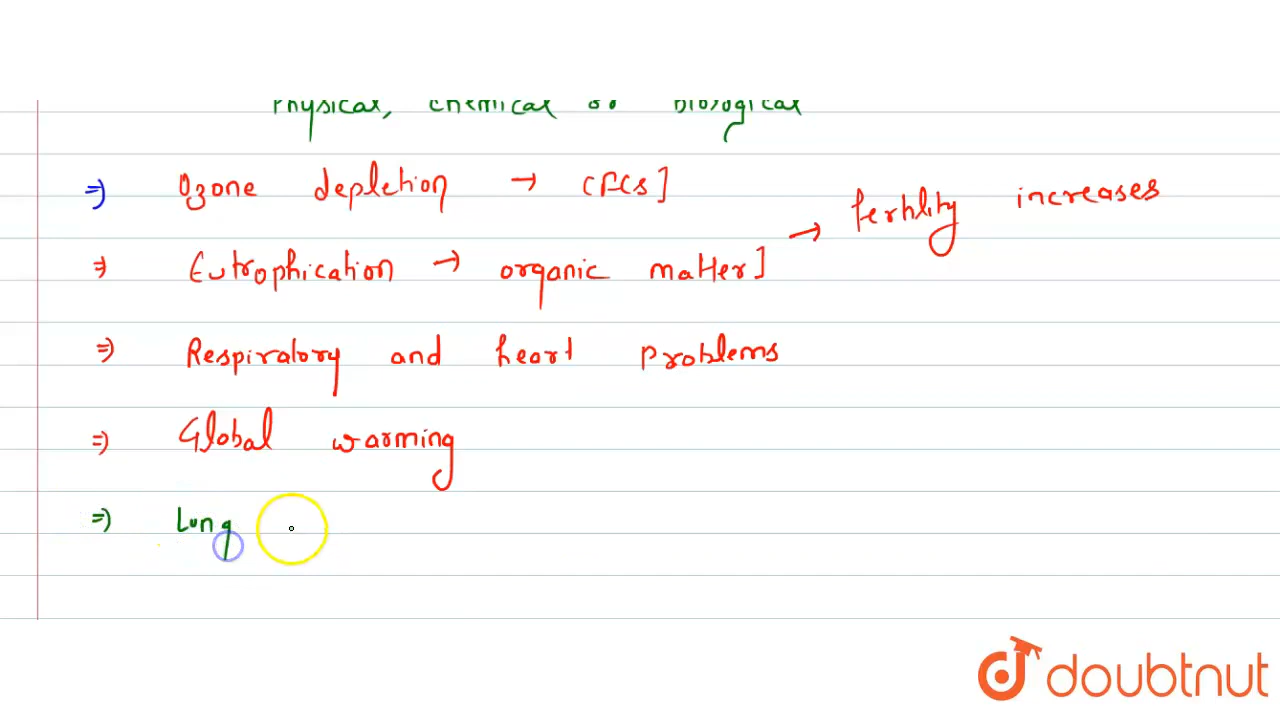 Physical, chemical or biological
⇒ Ozone depletion → CFCs]
→ fertility increases
⇒ Eutrophication → organic matter]
⇒ Respiratory and heart problems
⇒ Global warming
⇒ Lung
doubtnut